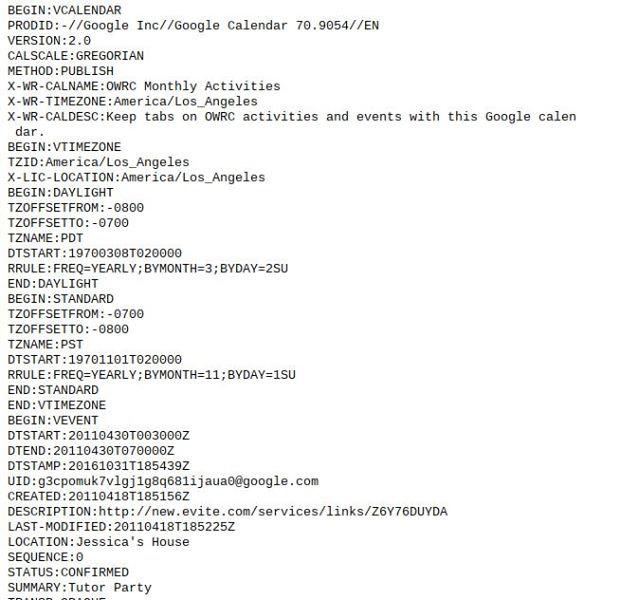 BEGIN:VCALENDAR
PRODID:-//Google Inc//Google Calendar 70.9054//EN
VERSION:2.0
CALSCALE:GREGORIAN
METHOD:PUBLISH
X-WR-CALNAME:OWRC Monthly Activities
X-WR-TIMEZONE:America/Los_Angeles
X-WR-CALDESC:Keep tabs on OWRC activities and events with this Google calen
 dar.
BEGIN:VTIMEZONE
TZID:America/Los_Angeles
X-LIC-LOCATION:America/Los_Angeles
BEGIN:DAYLIGHT
TZOFFSETFROM:-0800
TZOFFSETTO:-0700
TZNAME:PDT
DTSTART:19700308T020000
RRULE:FREQ=YEARLY;BYMONTH=3;BYDAY=2SU
END:DAYLIGHT
BEGIN:STANDARD
TZOFFSETFROM:-0700
TZOFFSETTO:-0800
TZNAME:PST
DTSTART:19701101T020000
RRULE:FREQ=YEARLY;BYMONTH=11;BYDAY=1SU
END:STANDARD
END:VTIMEZONE
BEGIN:VEVENT
DTSTART:20110430T003000Z
DTEND:20110430T070000Z
DTSTAMP:20161031T185439Z
UID:g3cpomuk7vlgj1g8q681ijaua0@google.com
CREATED:20110418T185156Z
DESCRIPTION:http://new.evite.com/services/links/Z6Y76DUYDA
LAST-MODIFIED:20110418T185225Z
LOCATION:Jessica's House
SEQUENCE:0
STATUS:CONFIRMED
SUMMARY:Tutor Party